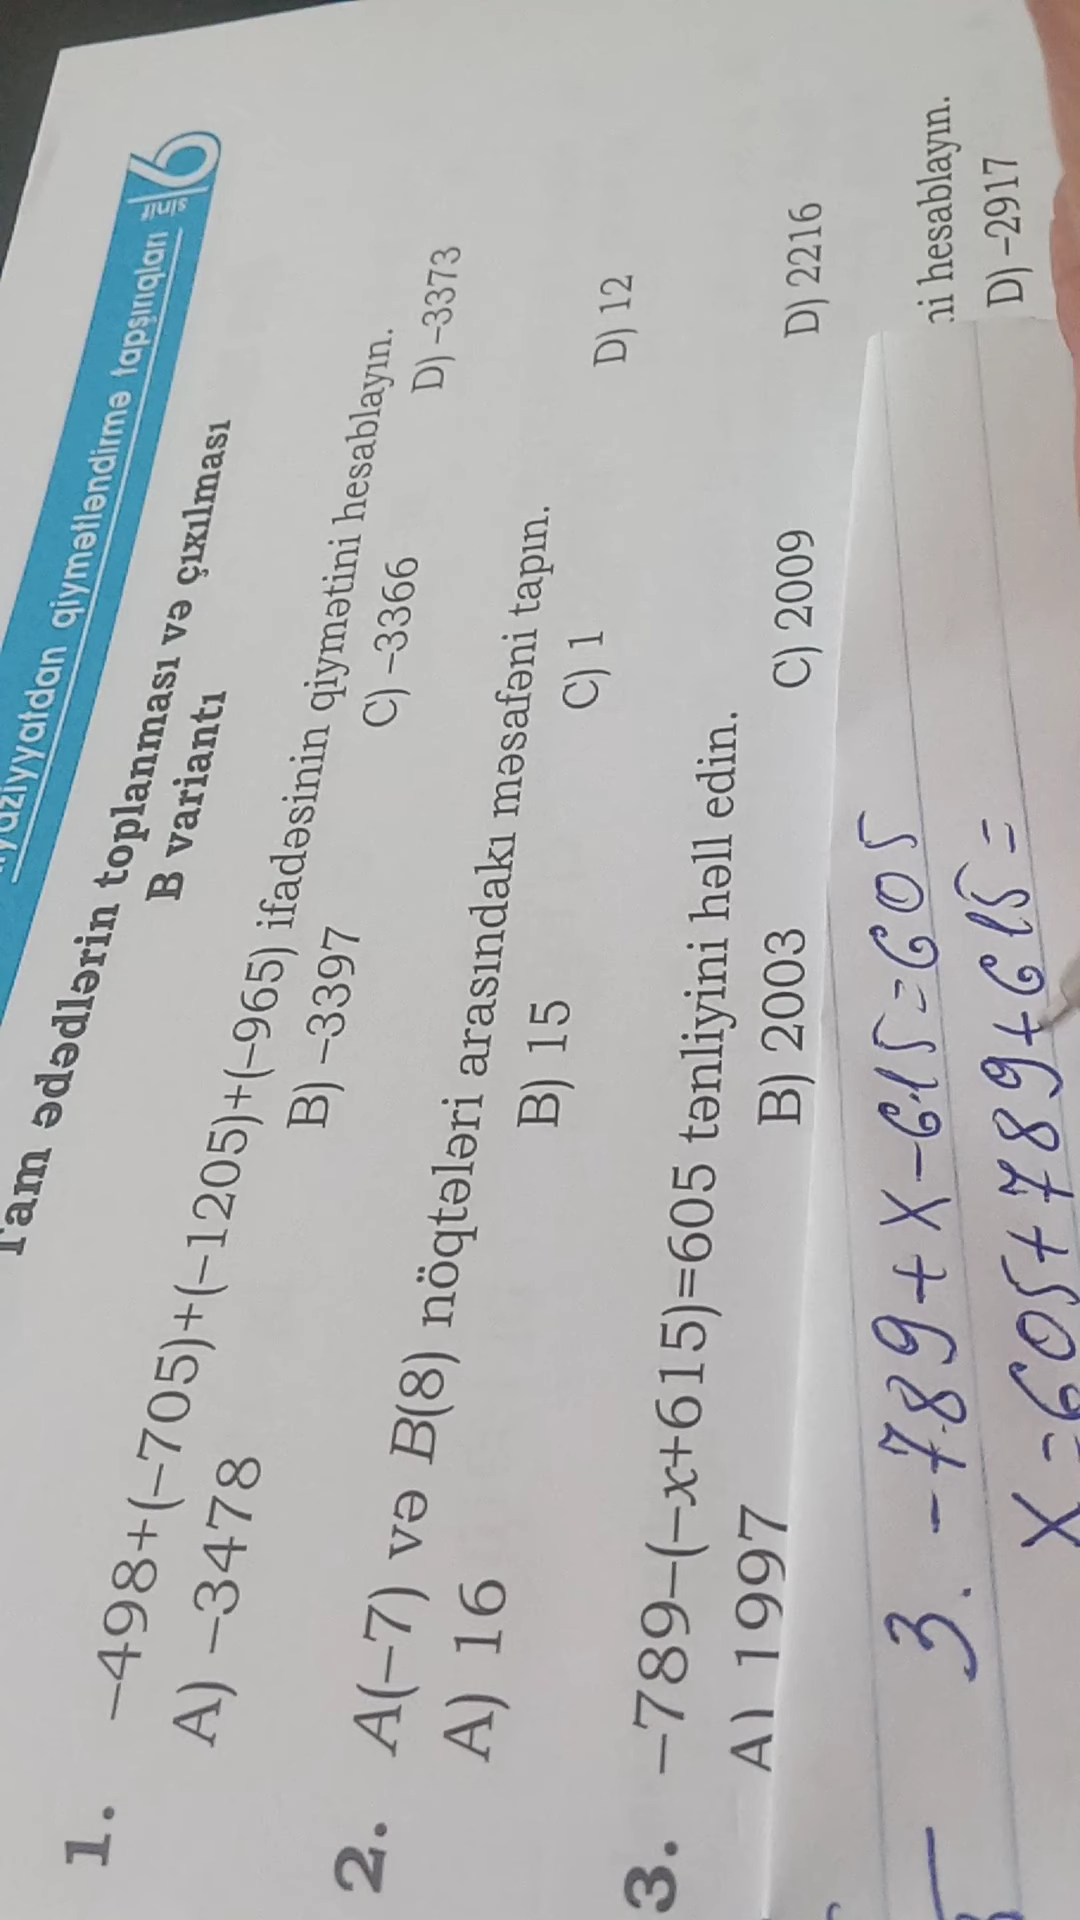 qiymətləndirmə tapşırıqları 6
Tam ədədlərin toplanması və çıxılması
B variantı
1. –498+(–705)+(–1205)+(–965) ifadəsinin qiymətini hesablayın.
A) –3478 B) –3397 C) –3366 D) –3373
2. A(–7) və B(8) nöqtələri arasındakı məsafəni tapın.
A) 16 B) 15 C) 1 D) 12
3. –789–(–x+615)=605 tənliyini həll edin.
A) 1997 B) 2003 C) 2009 D) 2216
ni hesablayın.
D) –2917
3. -789+x-615=605
x=605+789+615=